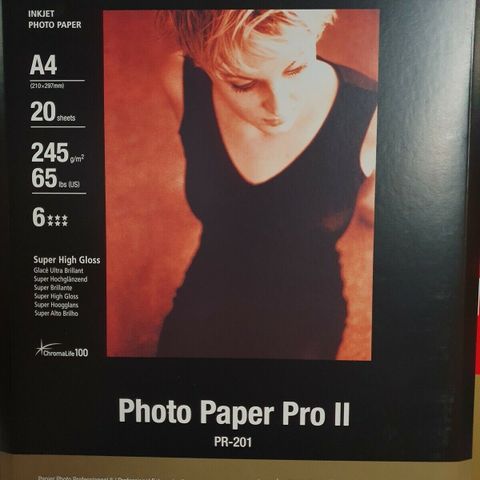 INKJET
PHOTO PAPER
A4
(210×297mm)
20 sheets
245 g/m²
65 lbs (US)
6★★★★★★
Super High Gloss
Glacé Ultra Brillant
Super Hochglänzend
Super Brillante
Super High Gloss
Super Hoogglans
Super Alto Brilho
ChromaLife100
Photo Paper Pro II
PR-201